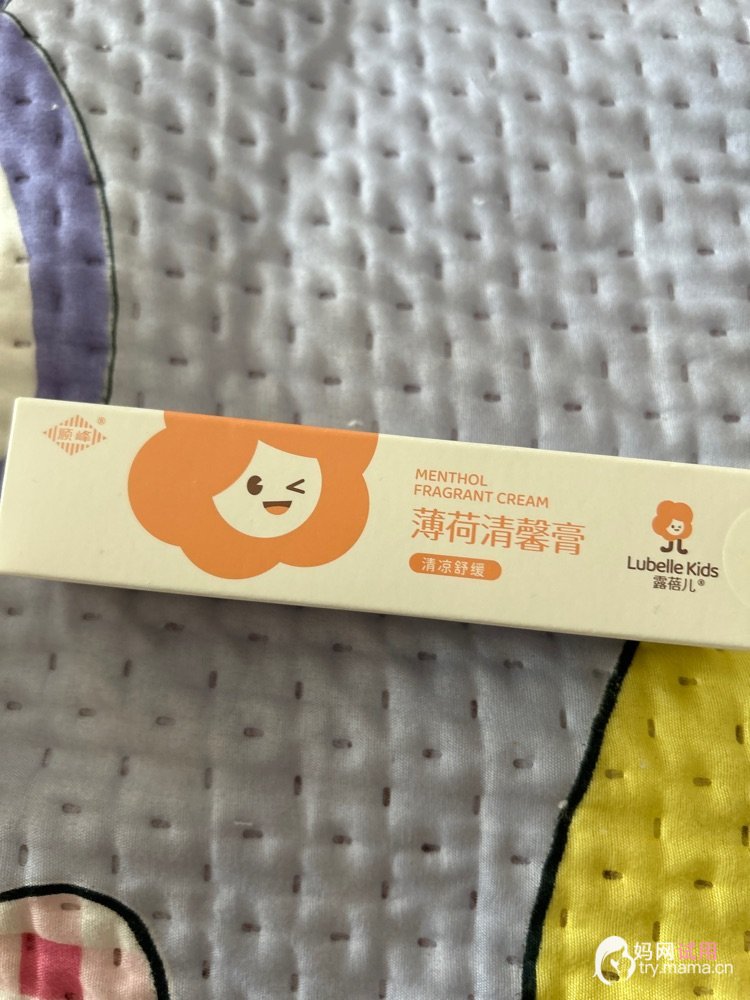 顺峰®
MENTHOL
FRAGRANT CREAM
薄荷清馨膏
清凉舒缓
Lubelle Kids
露蓓儿®
妈网试用
try.mama.cn